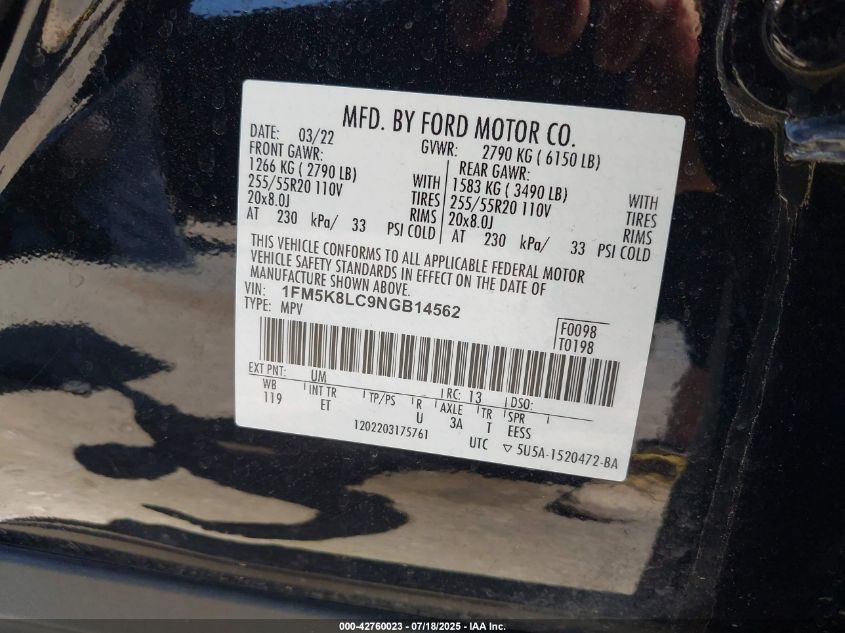 MFD. BY FORD MOTOR CO.
DATE: 03/22 GVWR: 2790 KG ( 6150 LB)
FRONT GAWR: REAR GAWR:
1266 KG ( 2790 LB) WITH 1583 KG ( 3490 LB) WITH
255/55R20 110V TIRES 255/55R20 110V TIRES
20x8.0J RIMS 20x8.0J RIMS
AT 230 kPa/ 33 PSI COLD AT 230 kPa/ 33 PSI COLD
THIS VEHICLE CONFORMS TO ALL APPLICABLE FEDERAL MOTOR
VEHICLE SAFETY STANDARDS IN EFFECT ON THE DATE OF
MANUFACTURE SHOWN ABOVE.
VIN: 1FM5K8LC9NGB14562
TYPE: MPV
F0098
T0198
EXT PNT: UM RC: 13 DSO:
WB INT TR TP/PS R AXLE TR SPR
119 ET U 3A T EESS
1202203175761 UTC ▽ 5U5A-1520472-BA
000-42760023 - 07/18/2025 - IAA Inc.